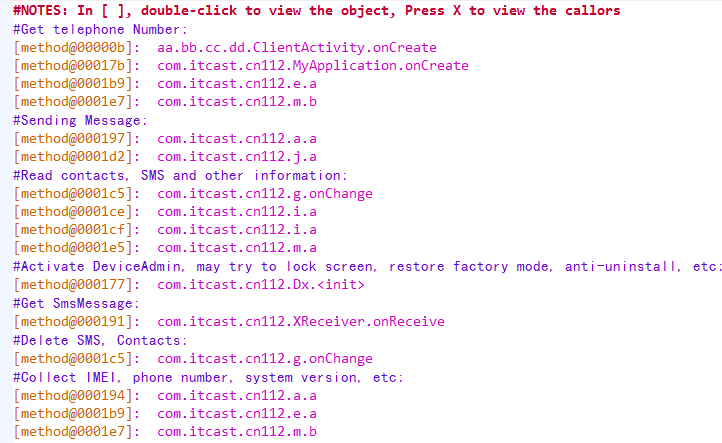 #NOTES: In [ ], double-click to view the object, Press X to view the callors
#Get telephone Number:
[method@00000b]: aa.bb.cc.dd.ClientActivity.onCreate
[method@00017b]: com.itcast.cn112.MyApplication.onCreate
[method@0001b9]: com.itcast.cn112.e.a
[method@0001e7]: com.itcast.cn112.m.b
#Sending Message:
[method@000197]: com.itcast.cn112.a.a
[method@0001d2]: com.itcast.cn112.j.a
#Read contacts, SMS and other information:
[method@0001c5]: com.itcast.cn112.g.onChange
[method@0001ce]: com.itcast.cn112.i.a
[method@0001cf]: com.itcast.cn112.i.a
[method@0001e5]: com.itcast.cn112.m.a
#Activate DeviceAdmin, may try to lock screen, restore factory mode, anti-uninstall, etc:
[method@000177]: com.itcast.cn112.Dx.<init>
#Get SmsMessage:
[method@000191]: com.itcast.cn112.XReceiver.onReceive
#Delete SMS, Contacts:
[method@0001c5]: com.itcast.cn112.g.onChange
#Collect IMEI, phone number, system version, etc:
[method@000194]: com.itcast.cn112.a.a
[method@0001b9]: com.itcast.cn112.e.a
[method@0001e7]: com.itcast.cn112.m.b